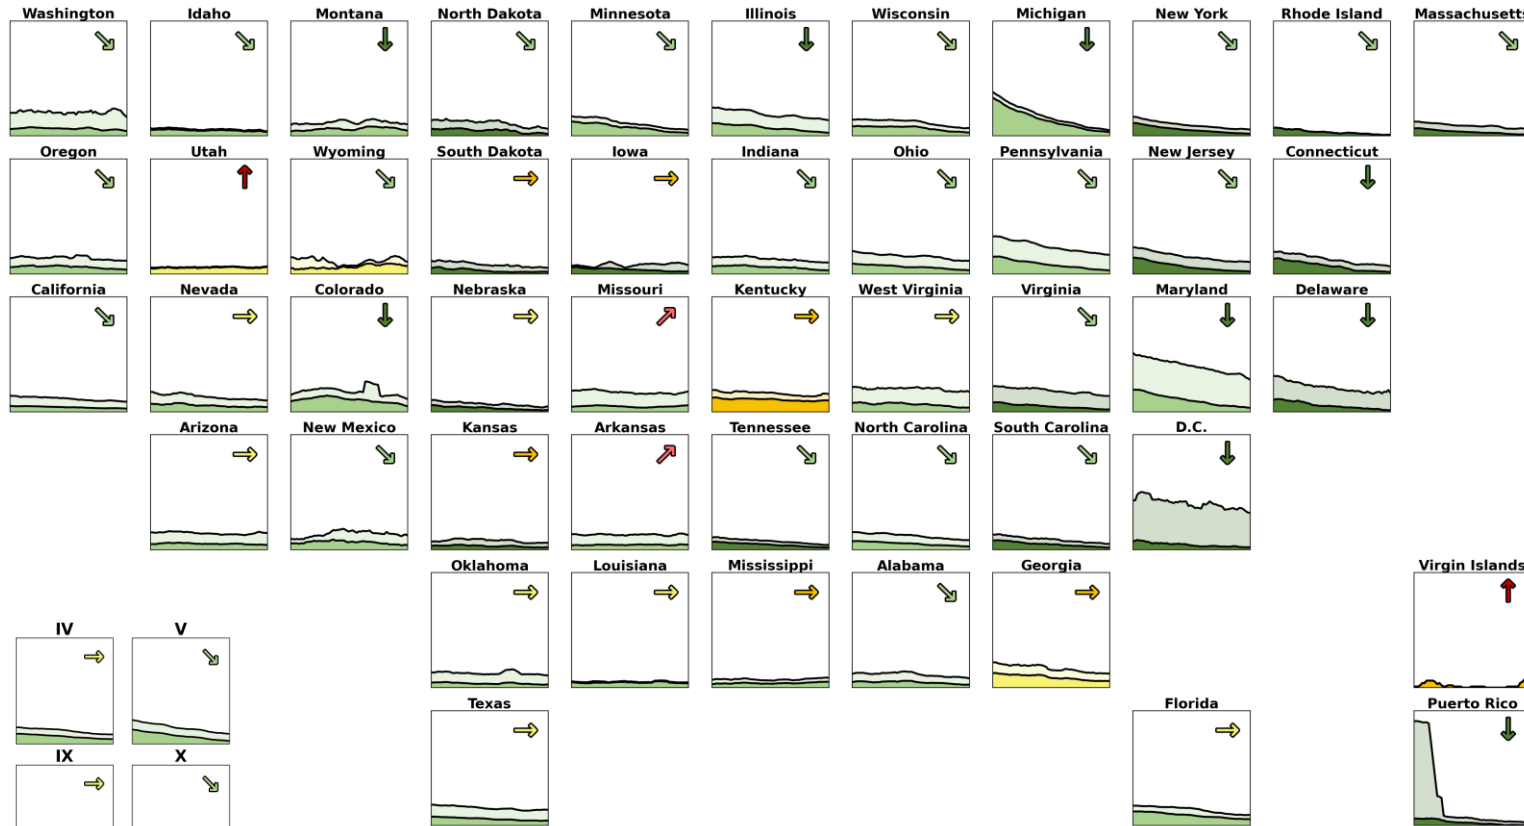 Washington Idaho Montana North Dakota Minnesota Illinois Wisconsin Michigan New York Rhode Island Massachusetts
Oregon Utah Wyoming South Dakota Iowa Indiana Ohio Pennsylvania New Jersey Connecticut
California Nevada Colorado Nebraska Missouri Kentucky West Virginia Virginia Maryland Delaware
Arizona New Mexico Kansas Arkansas Tennessee North Carolina South Carolina D.C.
Oklahoma Louisiana Mississippi Alabama Georgia Virgin Islands
IV V
Texas Florida Puerto Rico
IX X